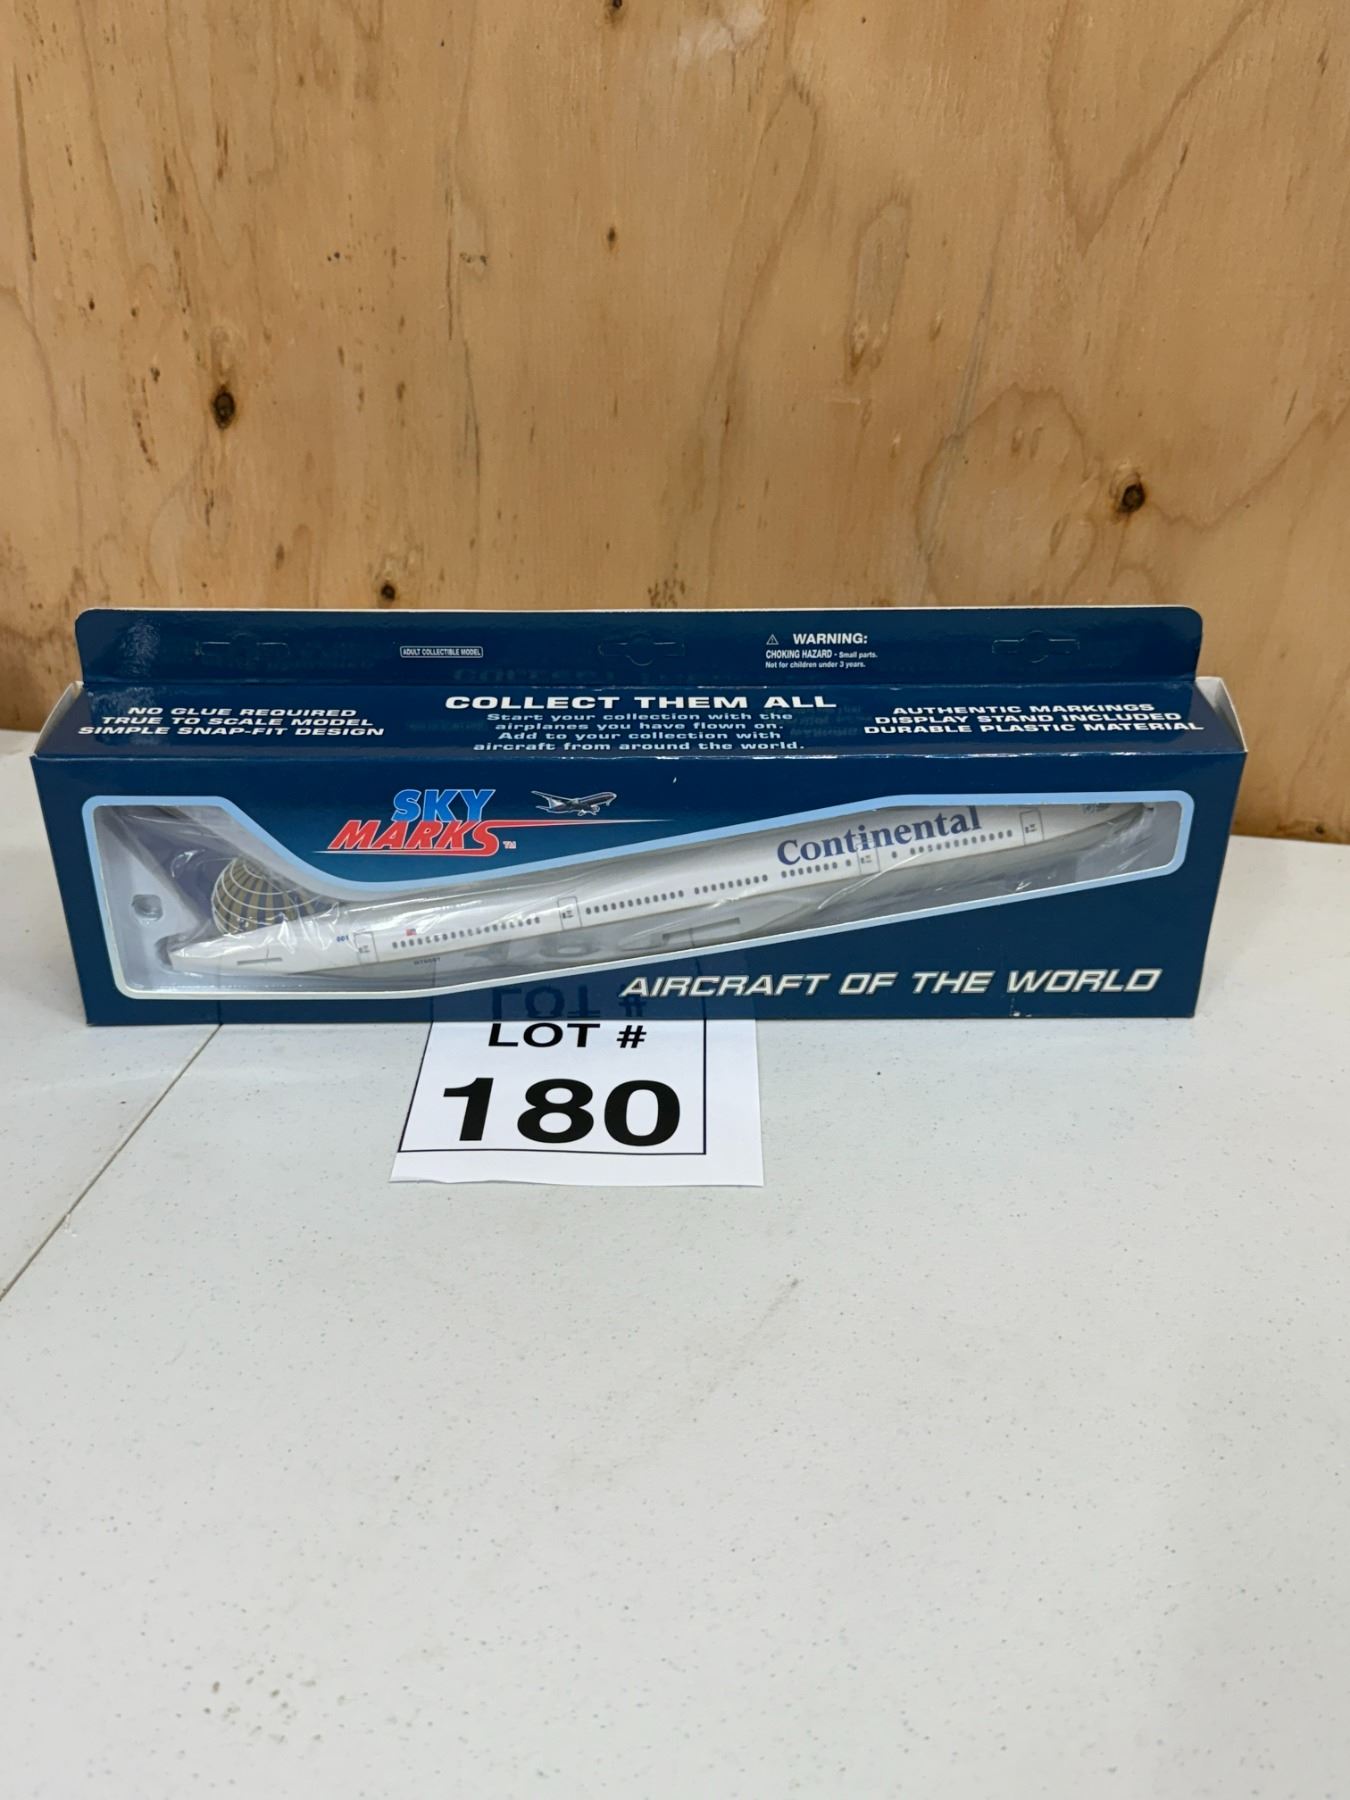 ADULT COLLECTIBLE MODEL
WARNING:
CHOKING HAZARD - Small parts.
Not for children under 3 years.
NO GLUE REQUIRED
TRUE TO SCALE MODEL
SIMPLE SNAP-FIT DESIGN
COLLECT THEM ALL
Start your collection with the
airplanes you have flown on.
Add to your collection with
aircraft from around the world.
AUTHENTIC MARKINGS
DISPLAY STAND INCLUDED
DURABLE PLASTIC MATERIAL
SKY
MARKS™
Continental
001
AIRCRAFT OF THE WORLD
LOT #
180